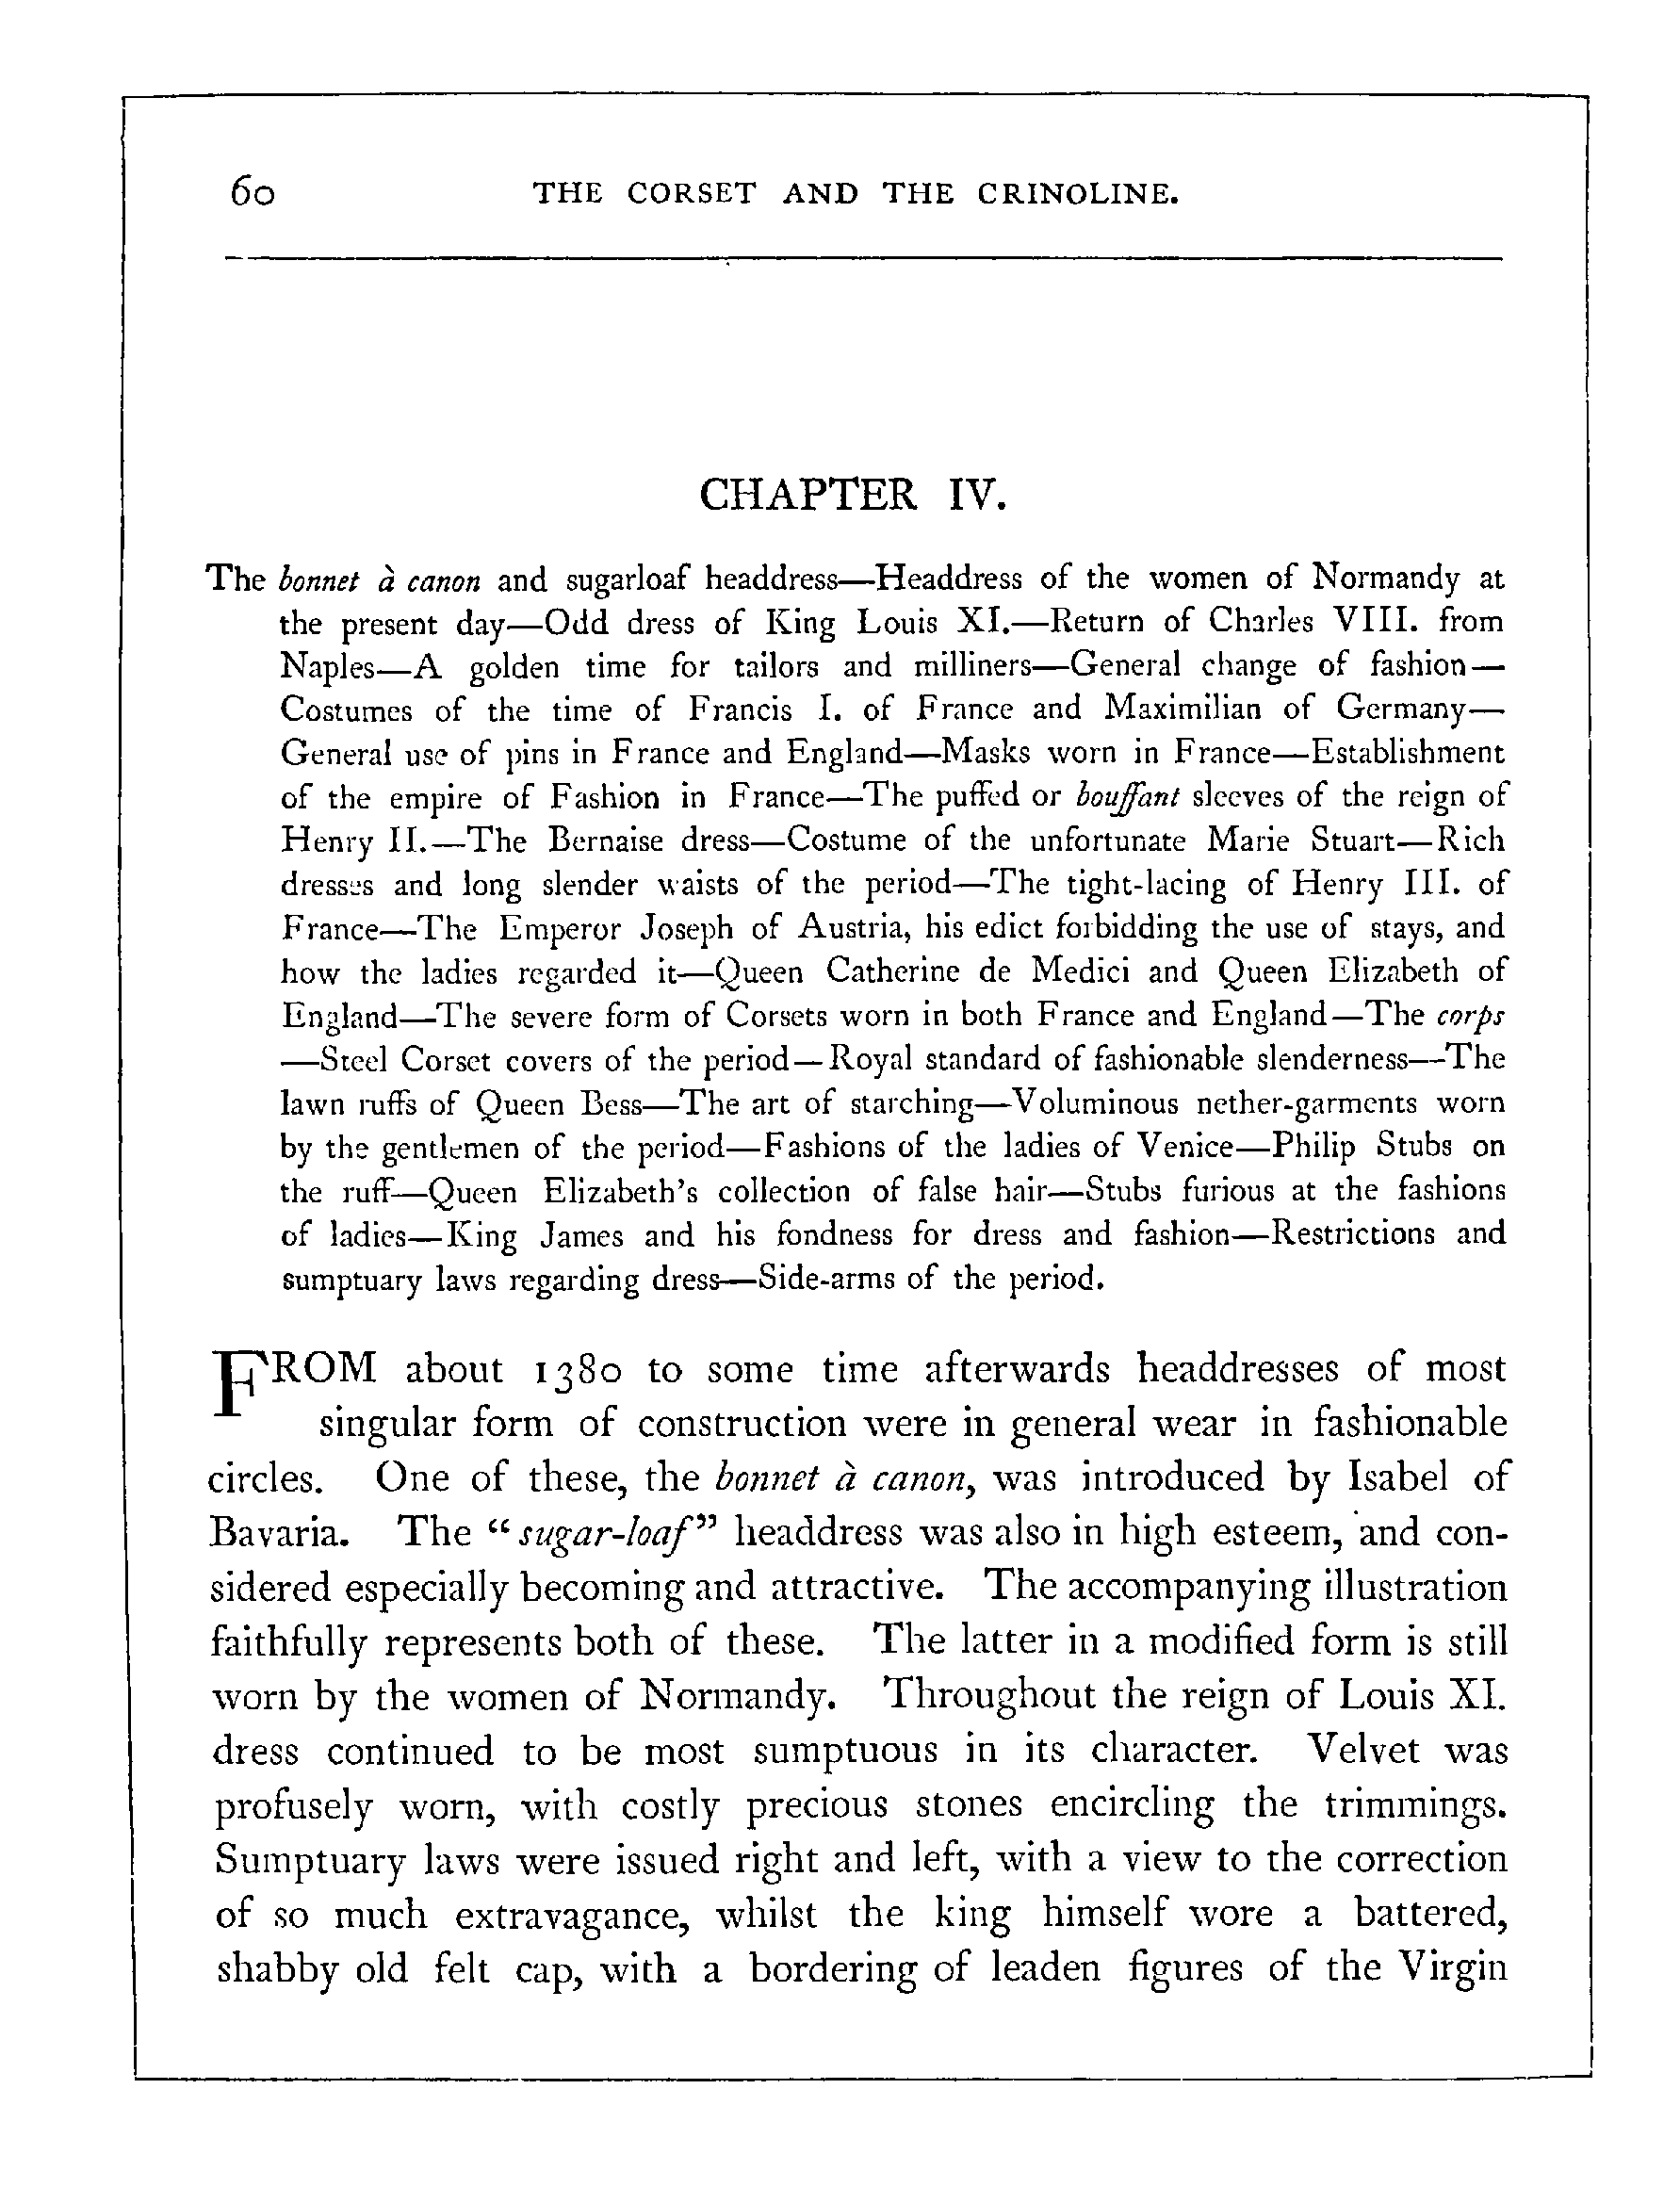 60 THE CORSET AND THE CRINOLINE.
CHAPTER IV.
The bonnet à canon and sugarloaf headdress—Headdress of the women of Normandy at
the present day—Odd dress of King Louis XI.—Return of Charles VIII. from
Naples—A golden time for tailors and milliners—General change of fashion—
Costumes of the time of Francis I. of France and Maximilian of Germany—
General use of pins in France and England—Masks worn in France—Establishment
of the empire of Fashion in France—The puffed or bouffant sleeves of the reign of
Henry II.—The Bernaise dress—Costume of the unfortunate Marie Stuart—Rich
dresses and long slender waists of the period—The tight-lacing of Henry III. of
France—The Emperor Joseph of Austria, his edict forbidding the use of stays, and
how the ladies regarded it—Queen Catherine de Medici and Queen Elizabeth of
England—The severe form of Corsets worn in both France and England—The corps
—Steel Corset covers of the period—Royal standard of fashionable slenderness—The
lawn ruffs of Queen Bess—The art of starching—Voluminous nether-garments worn
by the gentlemen of the period—Fashions of the ladies of Venice—Philip Stubs on
the ruff—Queen Elizabeth's collection of false hair—Stubs furious at the fashions
of ladies—King James and his fondness for dress and fashion—Restrictions and
sumptuary laws regarding dress—Side-arms of the period.
FROM about 1380 to some time afterwards headdresses of most
singular form of construction were in general wear in fashionable
circles. One of these, the bonnet à canon, was introduced by Isabel of
Bavaria. The “sugar-loaf” headdress was also in high esteem, and con-
sidered especially becoming and attractive. The accompanying illustration
faithfully represents both of these. The latter in a modified form is still
worn by the women of Normandy. Throughout the reign of Louis XI.
dress continued to be most sumptuous in its character. Velvet was
profusely worn, with costly precious stones encircling the trimmings.
Sumptuary laws were issued right and left, with a view to the correction
of so much extravagance, whilst the king himself wore a battered,
shabby old felt cap, with a bordering of leaden figures of the Virgin